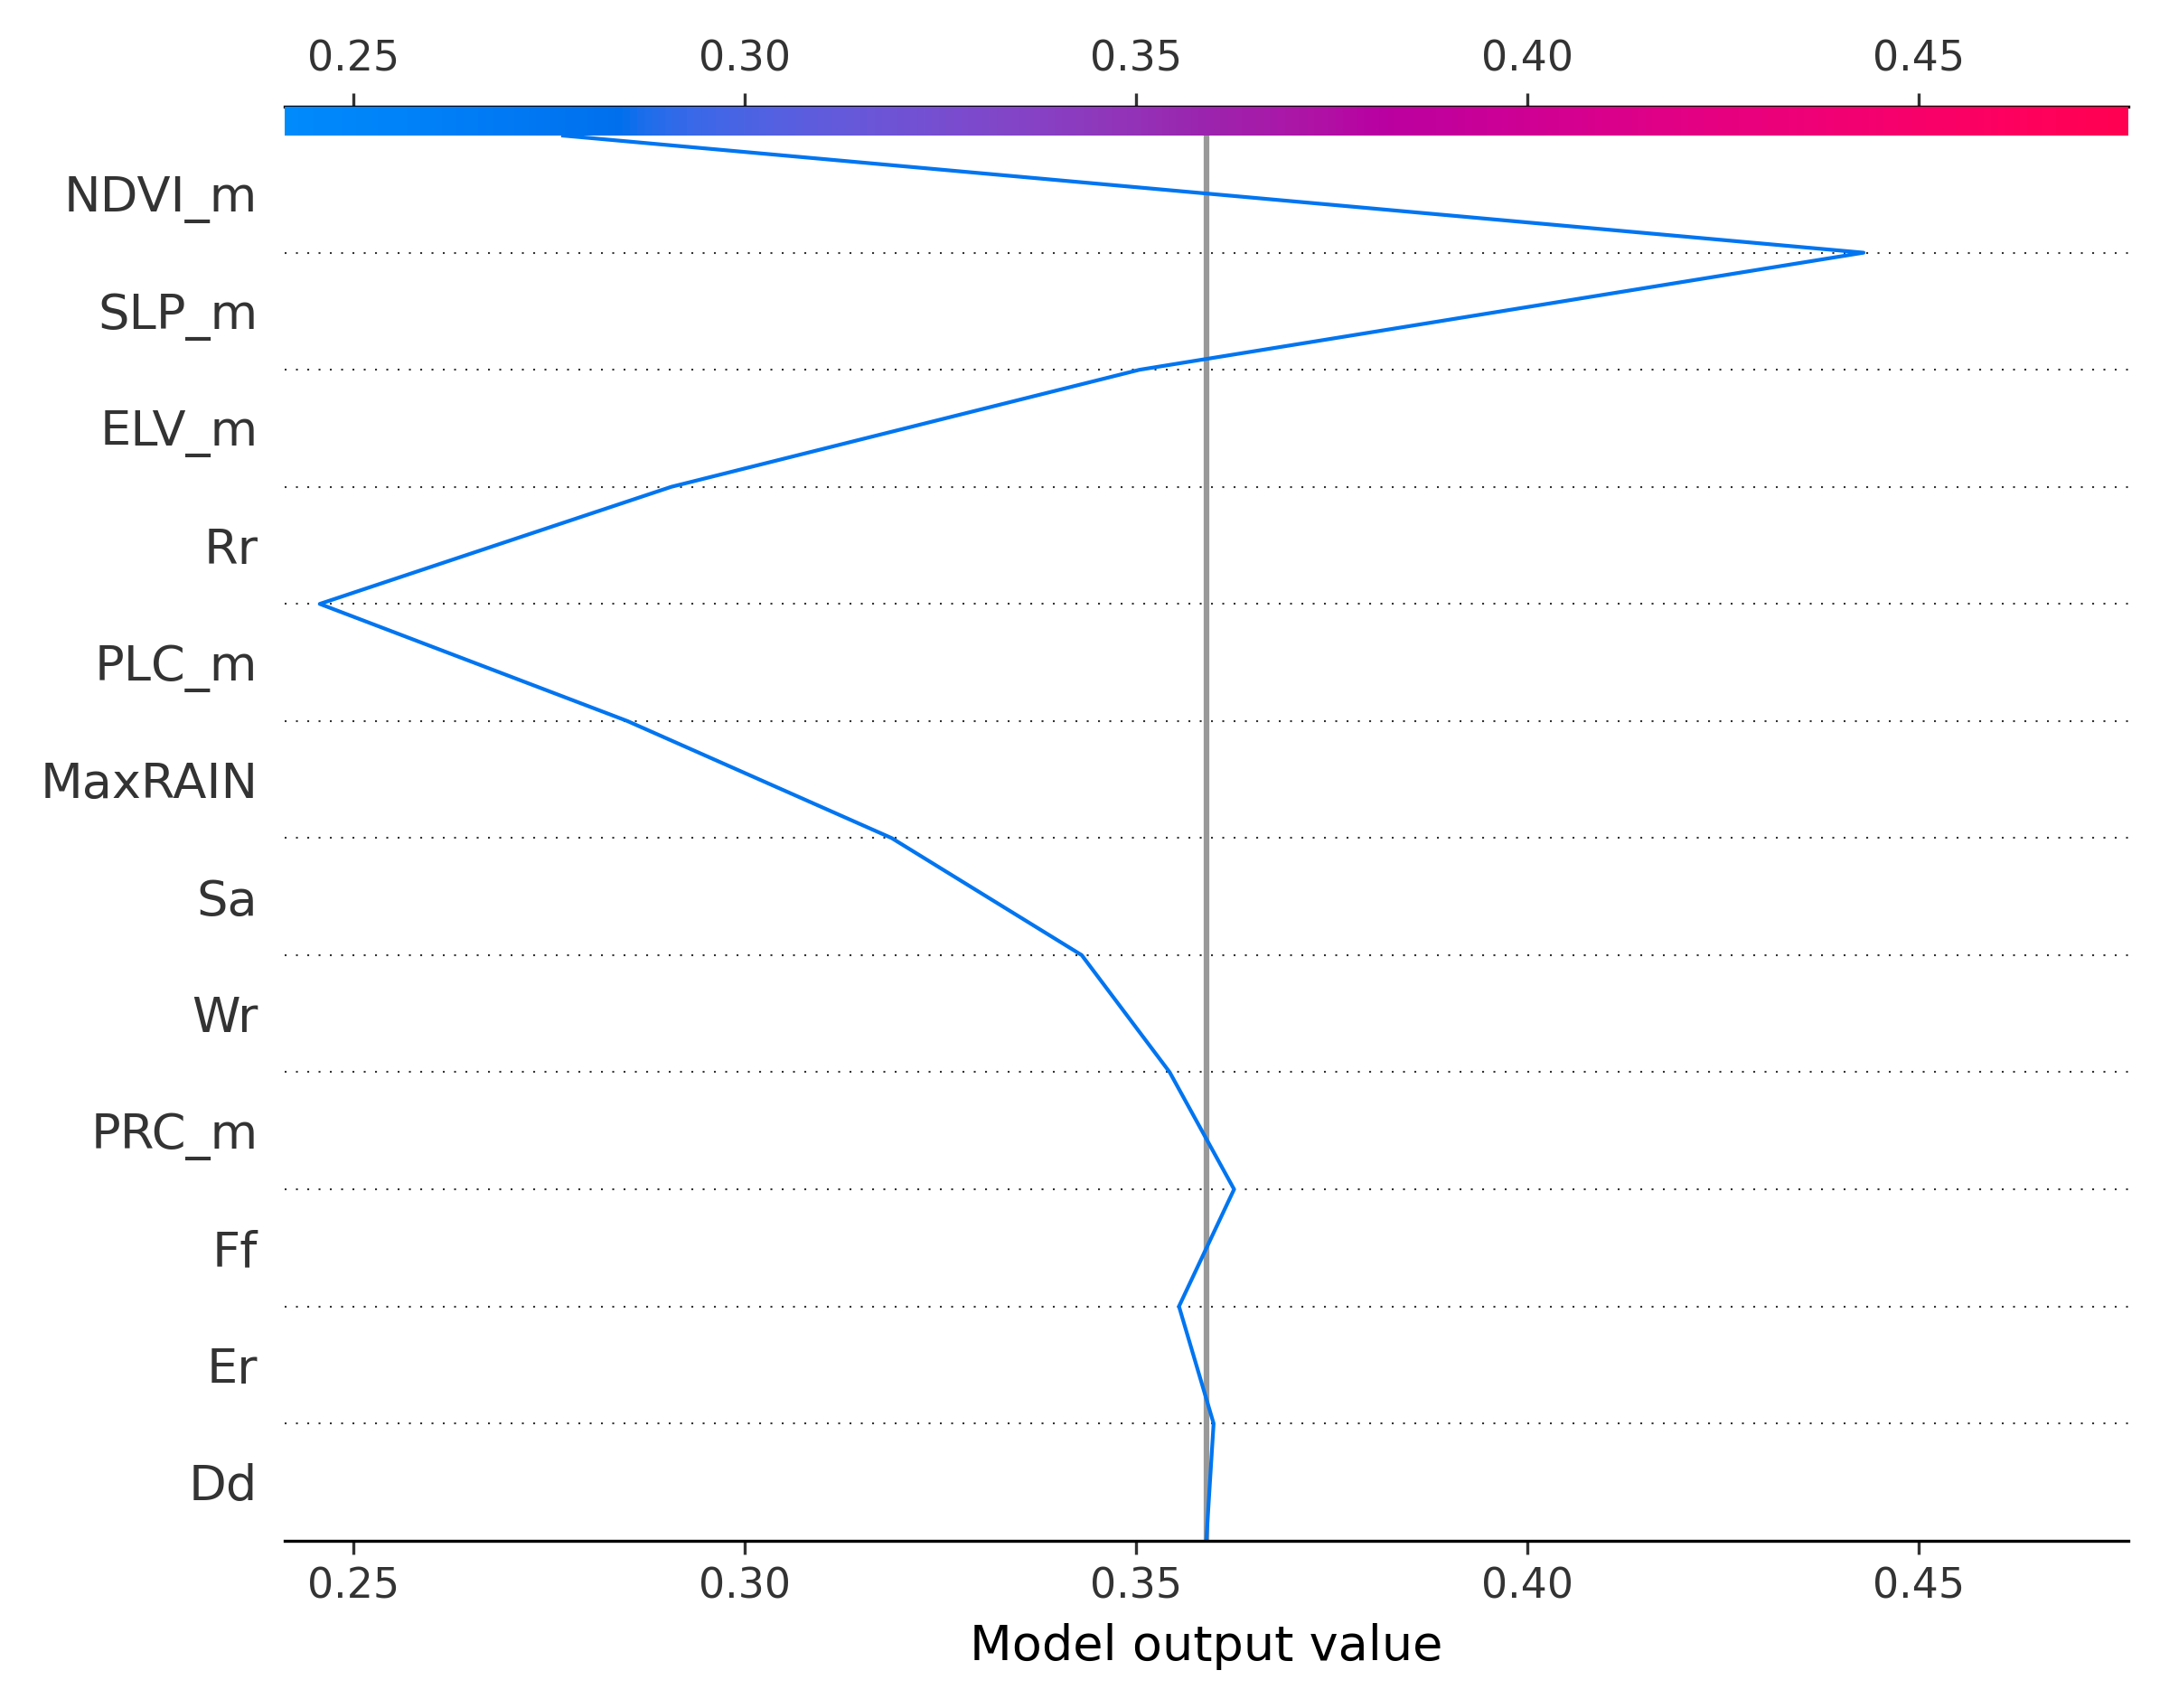 0.25 0.30 0.35 0.40 0.45
NDVI_m
SLP_m
ELV_m
Rr
PLC_m
MaxRAIN
Sa
Wr
PRC_m
Ff
Er
Dd
0.25 0.30 0.35 0.40 0.45
Model output value